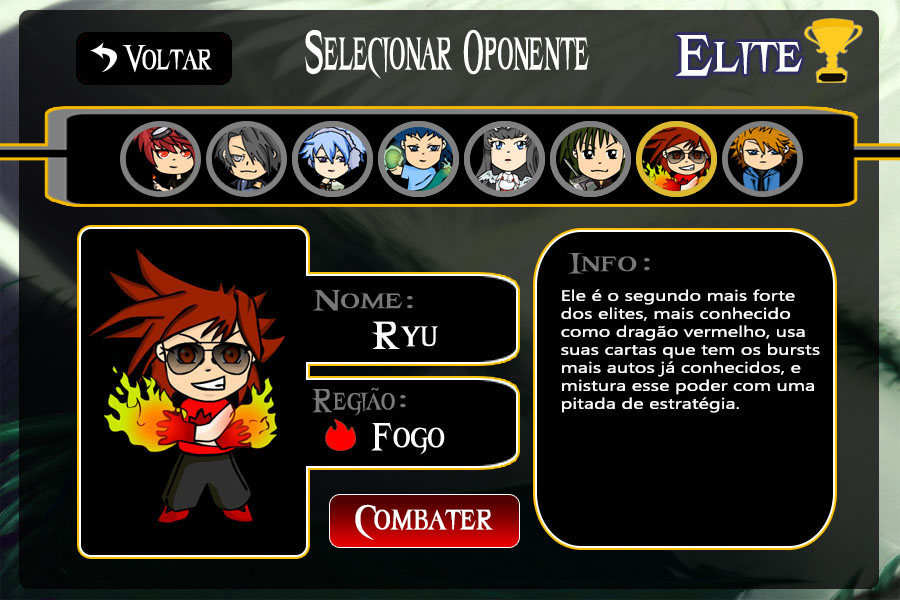 Voltar
Selecionar Oponente
Elite
Nome:
Ryu
Região:
Fogo
Combater
Info:
Ele é o segundo mais forte
dos elites, mais conhecido
como dragão vermelho, usa
suas cartas que tem os bursts
mais autos já conhecidos, e
mistura esse poder com uma
pitada de estratégia.